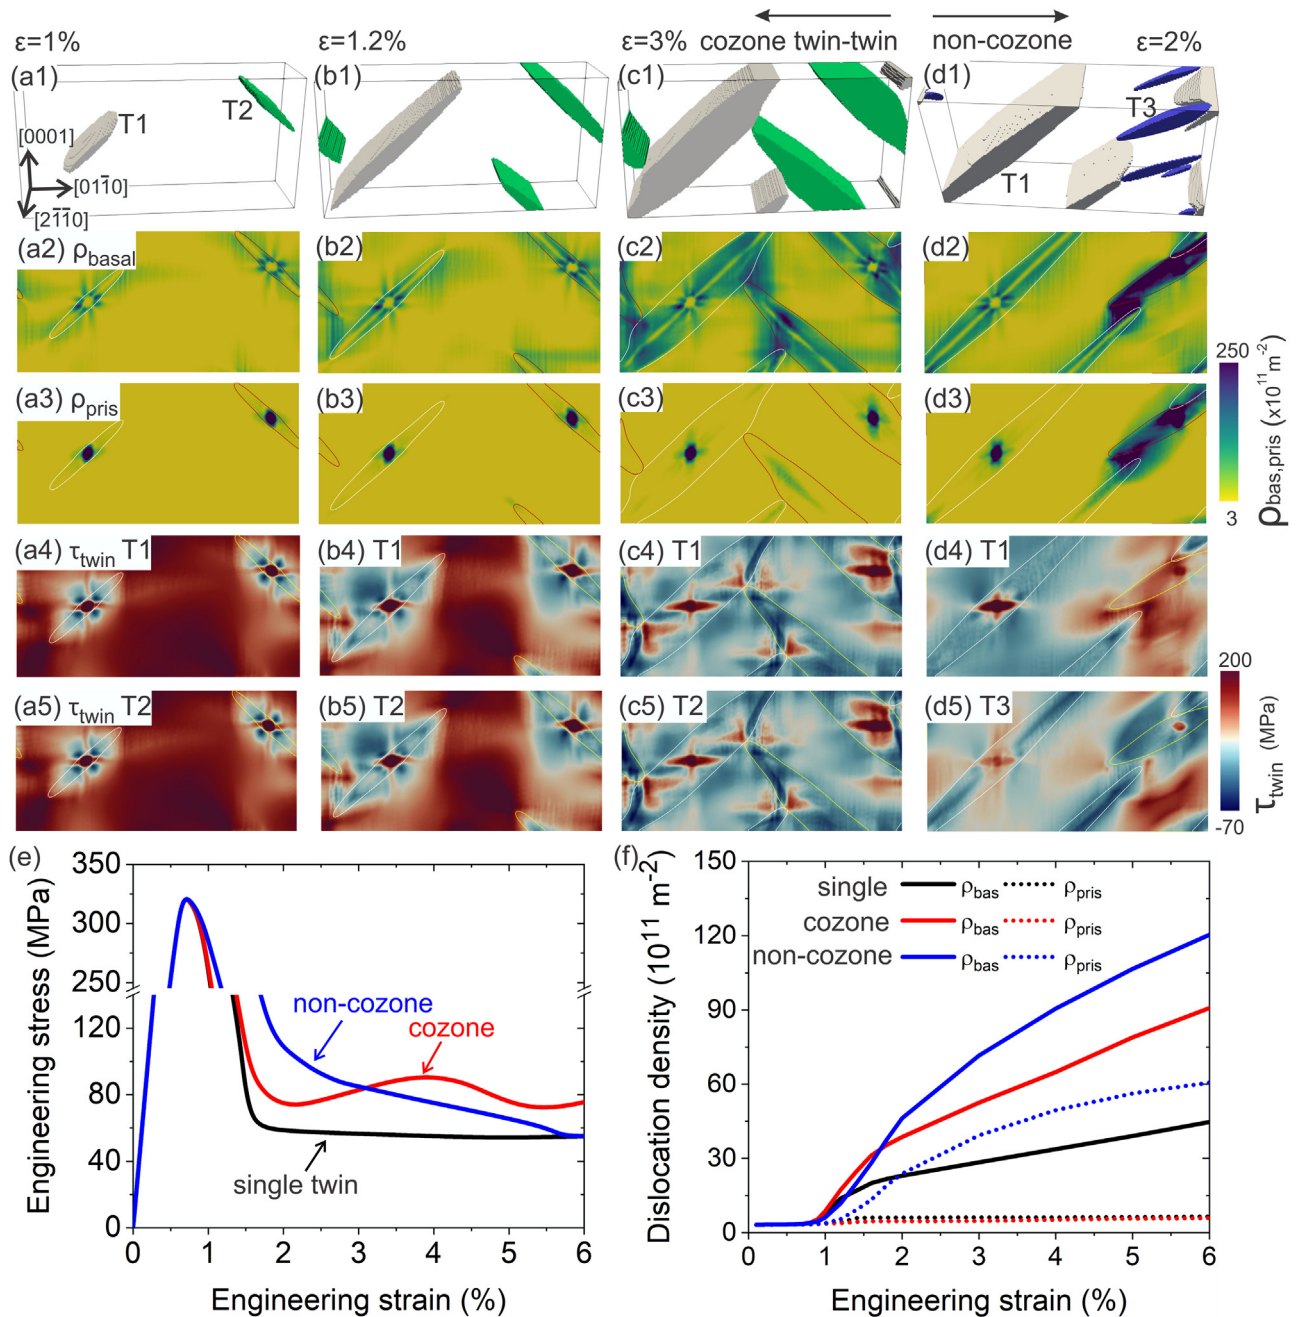 ε=1%
ε=1.2%
ε=3% cozone twin-twin
non-cozone
ε=2%
(a1)
(b1)
(c1)
(d1)
T1
T2
T3
T1
[0001]
[011̄0]
[21̄1̄0]
(a2) ρbasal
(b2)
(c2)
(d2)
(a3) ρpris
(b3)
(c3)
(d3)
250
3
ρbas,pris (x10¹¹m⁻²)
(a4) τtwin T1
(b4) T1
(c4) T1
(d4) T1
(a5) τtwin T2
(b5) T2
(c5) T2
(d5) T3
200
-70
τtwin (MPa)
(e)
350
300
250
120
80
40
0
Engineering stress (MPa)
non-cozone
cozone
single twin
0 1 2 3 4 5 6
Engineering strain (%)
(f)
150
120
90
60
30
0
Dislocation density (10¹¹ m⁻²)
single ρbas ρpris
cozone ρbas ρpris
non-cozone ρbas ρpris
0 1 2 3 4 5 6
Engineering strain (%)